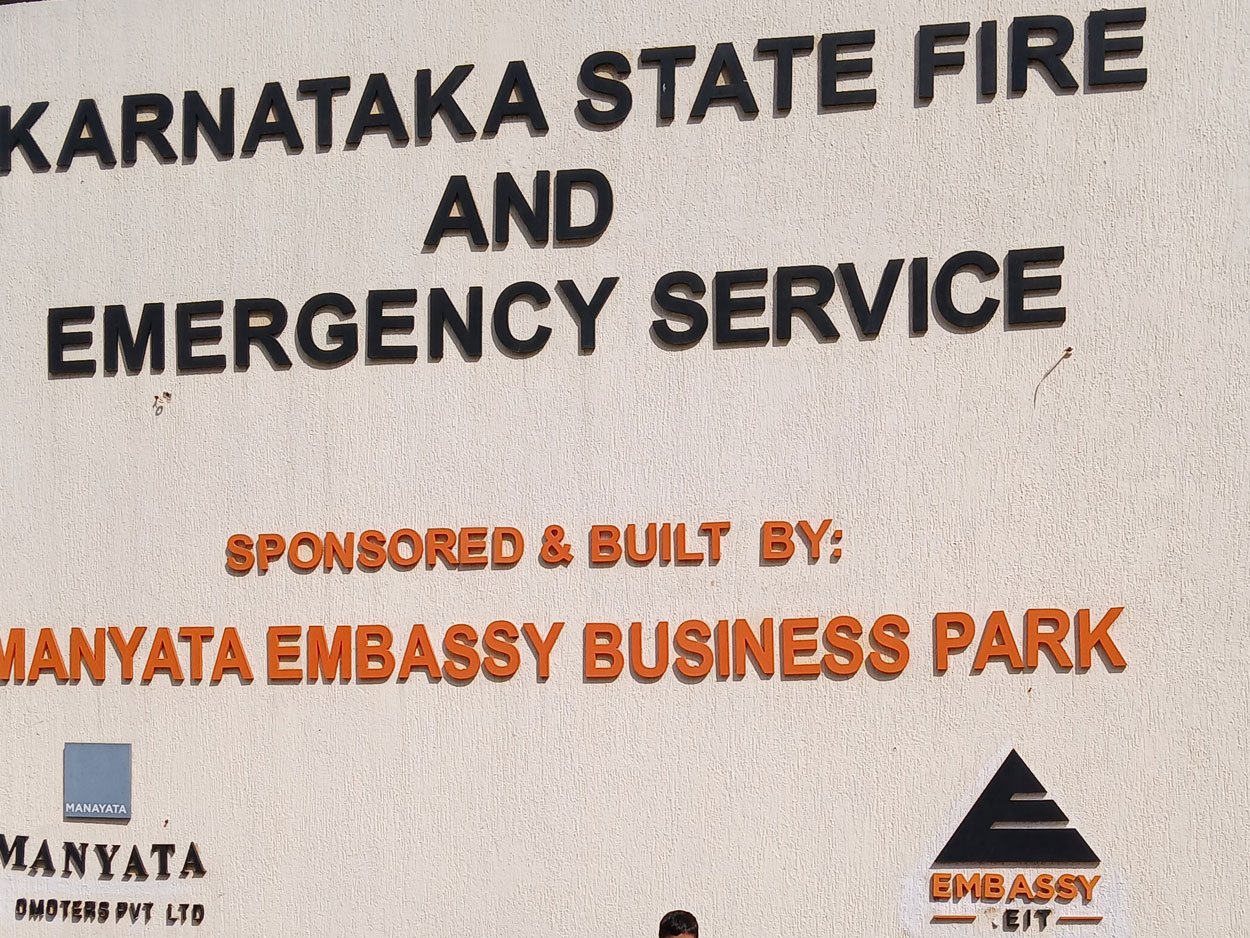 KARNATAKA STATE FIRE
AND
EMERGENCY SERVICE
SPONSORED & BUILT BY:
MANYATA EMBASSY BUSINESS PARK
MANAYATA
MANYATA
OMOTERS PVT LTD
EMBASSY
EIT